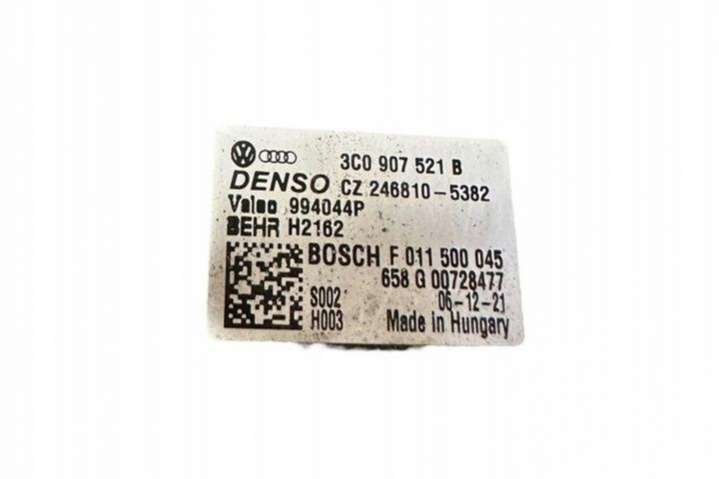 3C0 907 521 B
DENSO CZ 246810-5382
Valeo 994044P
BEHR H2162
BOSCH F 011 500 045
658 G 00728477
S002 06-12-21
H003 Made in Hungary